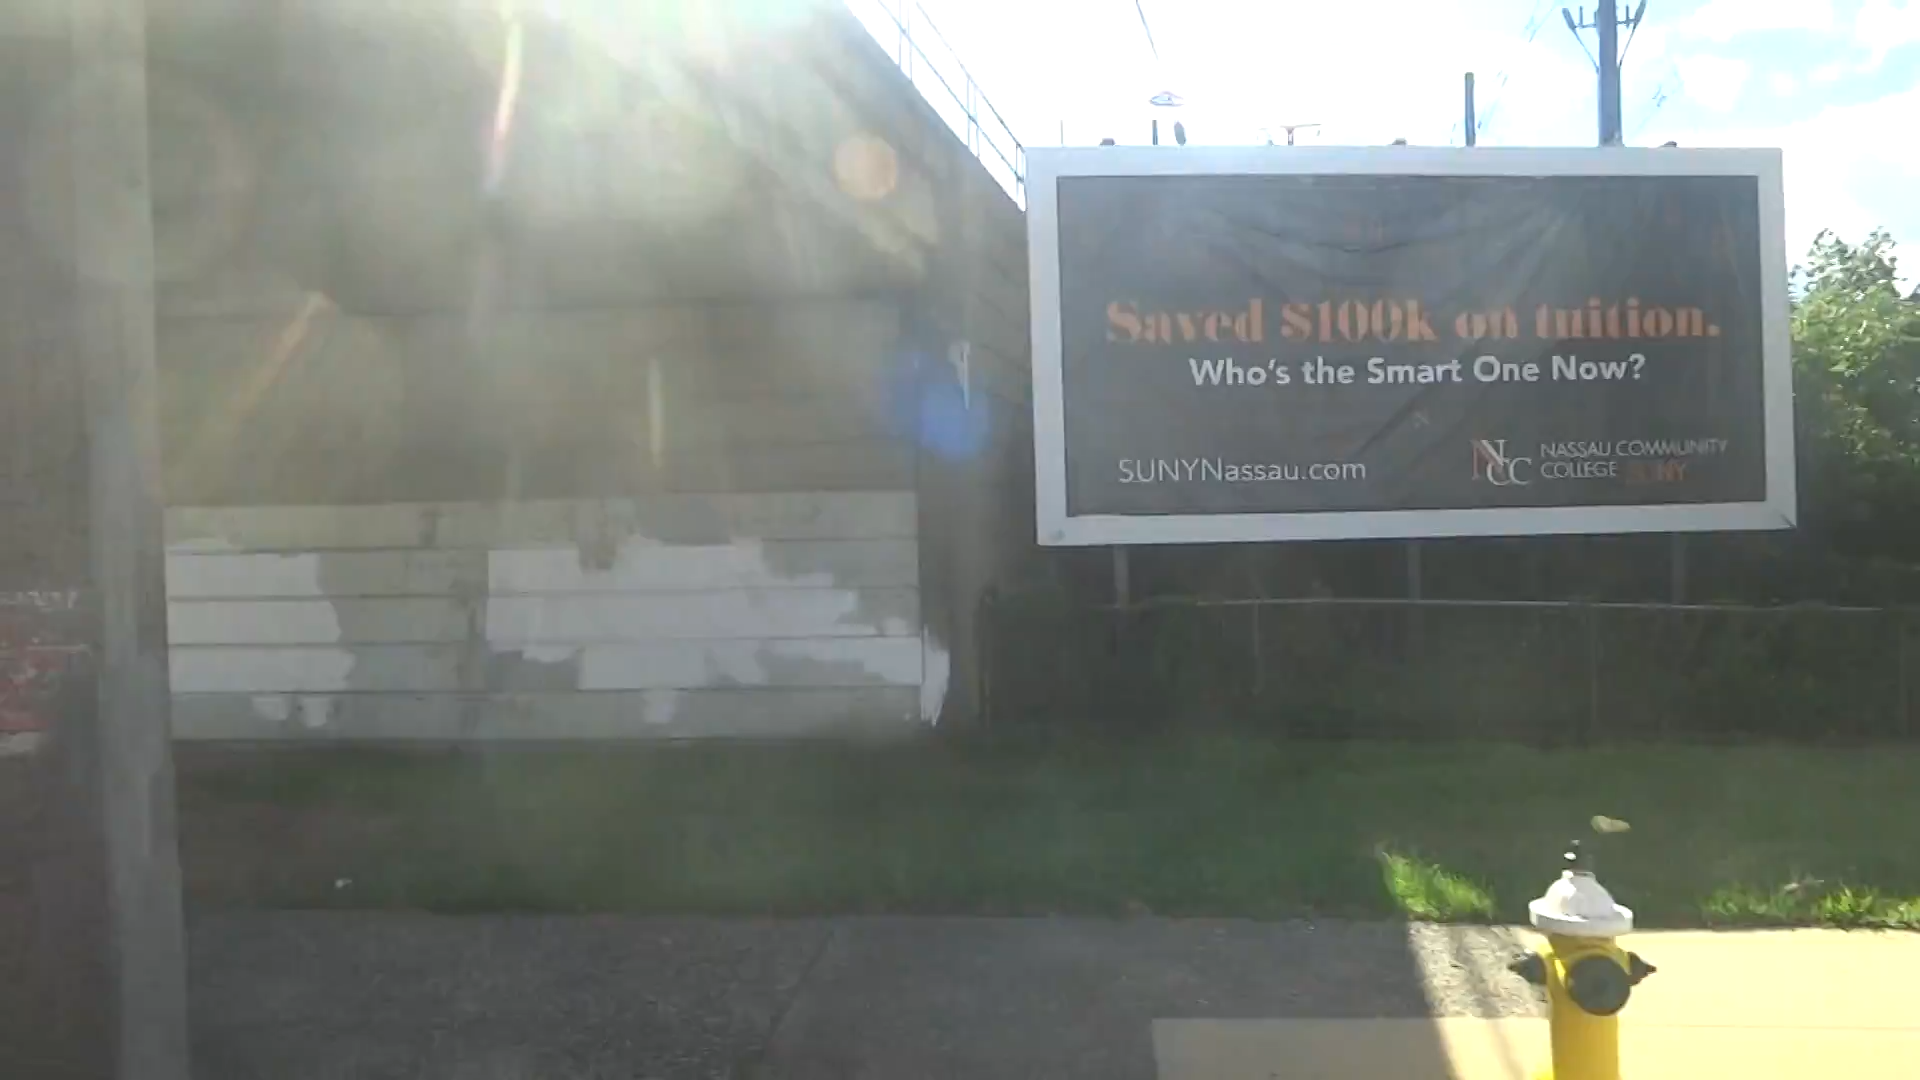 Saved $100k on tuition.
Who's the Smart One Now?
SUNYNassau.com
NCC
NASSAU COMMUNITY
COLLEGE SUNY